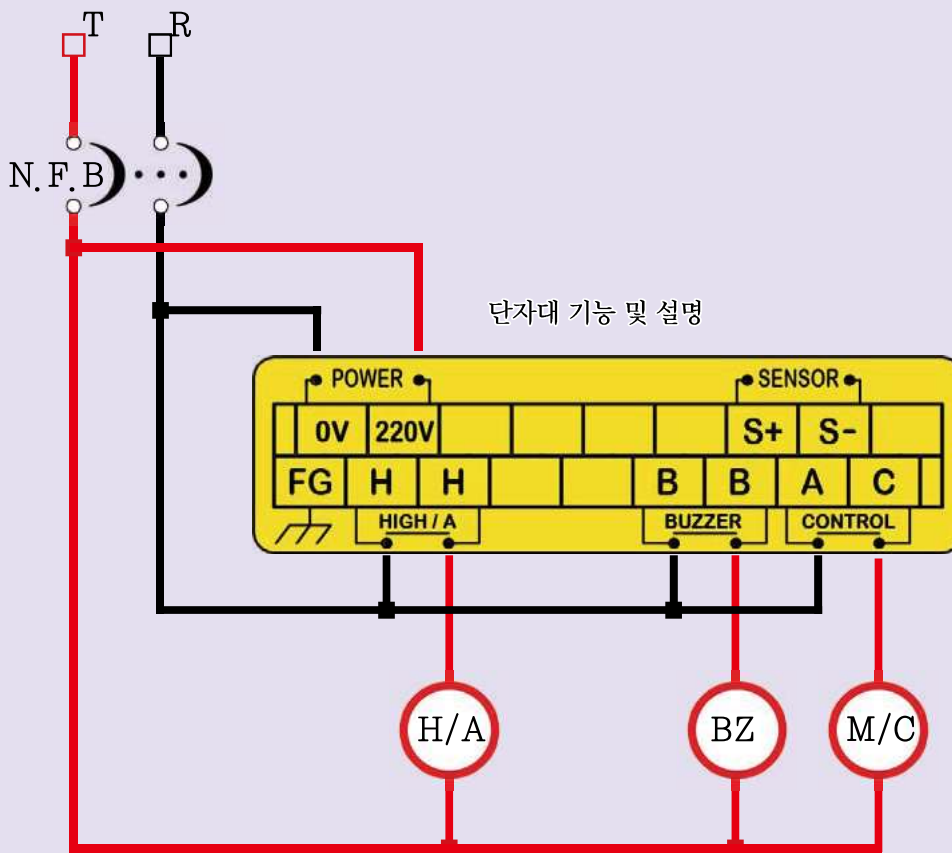 T R
N.F.B
단자대 기능 및 설명
POWER SENSOR
0V 220V S+ S-
FG H H B B A C
HIGH / A BUZZER CONTROL
H/A BZ M/C